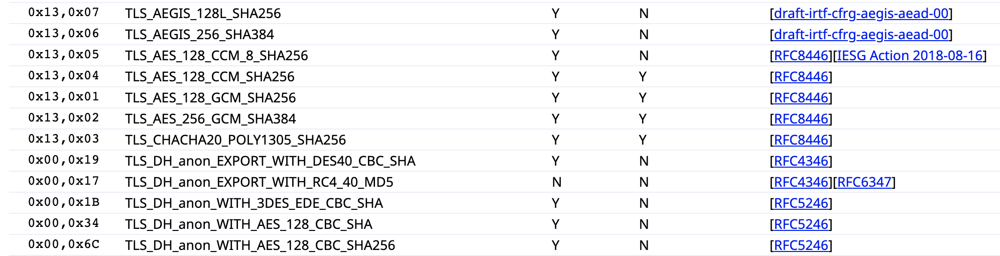 0x13,0x07 TLS_AEGIS_128L_SHA256 Y N [draft-irtf-cfrg-aegis-aead-00]
0x13,0x06 TLS_AEGIS_256_SHA384 Y N [draft-irtf-cfrg-aegis-aead-00]
0x13,0x05 TLS_AES_128_CCM_8_SHA256 Y N [RFC8446][IESG Action 2018-08-16]
0x13,0x04 TLS_AES_128_CCM_SHA256 Y Y [RFC8446]
0x13,0x01 TLS_AES_128_GCM_SHA256 Y Y [RFC8446]
0x13,0x02 TLS_AES_256_GCM_SHA384 Y Y [RFC8446]
0x13,0x03 TLS_CHACHA20_POLY1305_SHA256 Y Y [RFC8446]
0x00,0x19 TLS_DH_anon_EXPORT_WITH_DES40_CBC_SHA Y N [RFC4346]
0x00,0x17 TLS_DH_anon_EXPORT_WITH_RC4_40_MD5 N N [RFC4346][RFC6347]
0x00,0x1B TLS_DH_anon_WITH_3DES_EDE_CBC_SHA Y N [RFC5246]
0x00,0x34 TLS_DH_anon_WITH_AES_128_CBC_SHA Y N [RFC5246]
0x00,0x6C TLS_DH_anon_WITH_AES_128_CBC_SHA256 Y N [RFC5246]